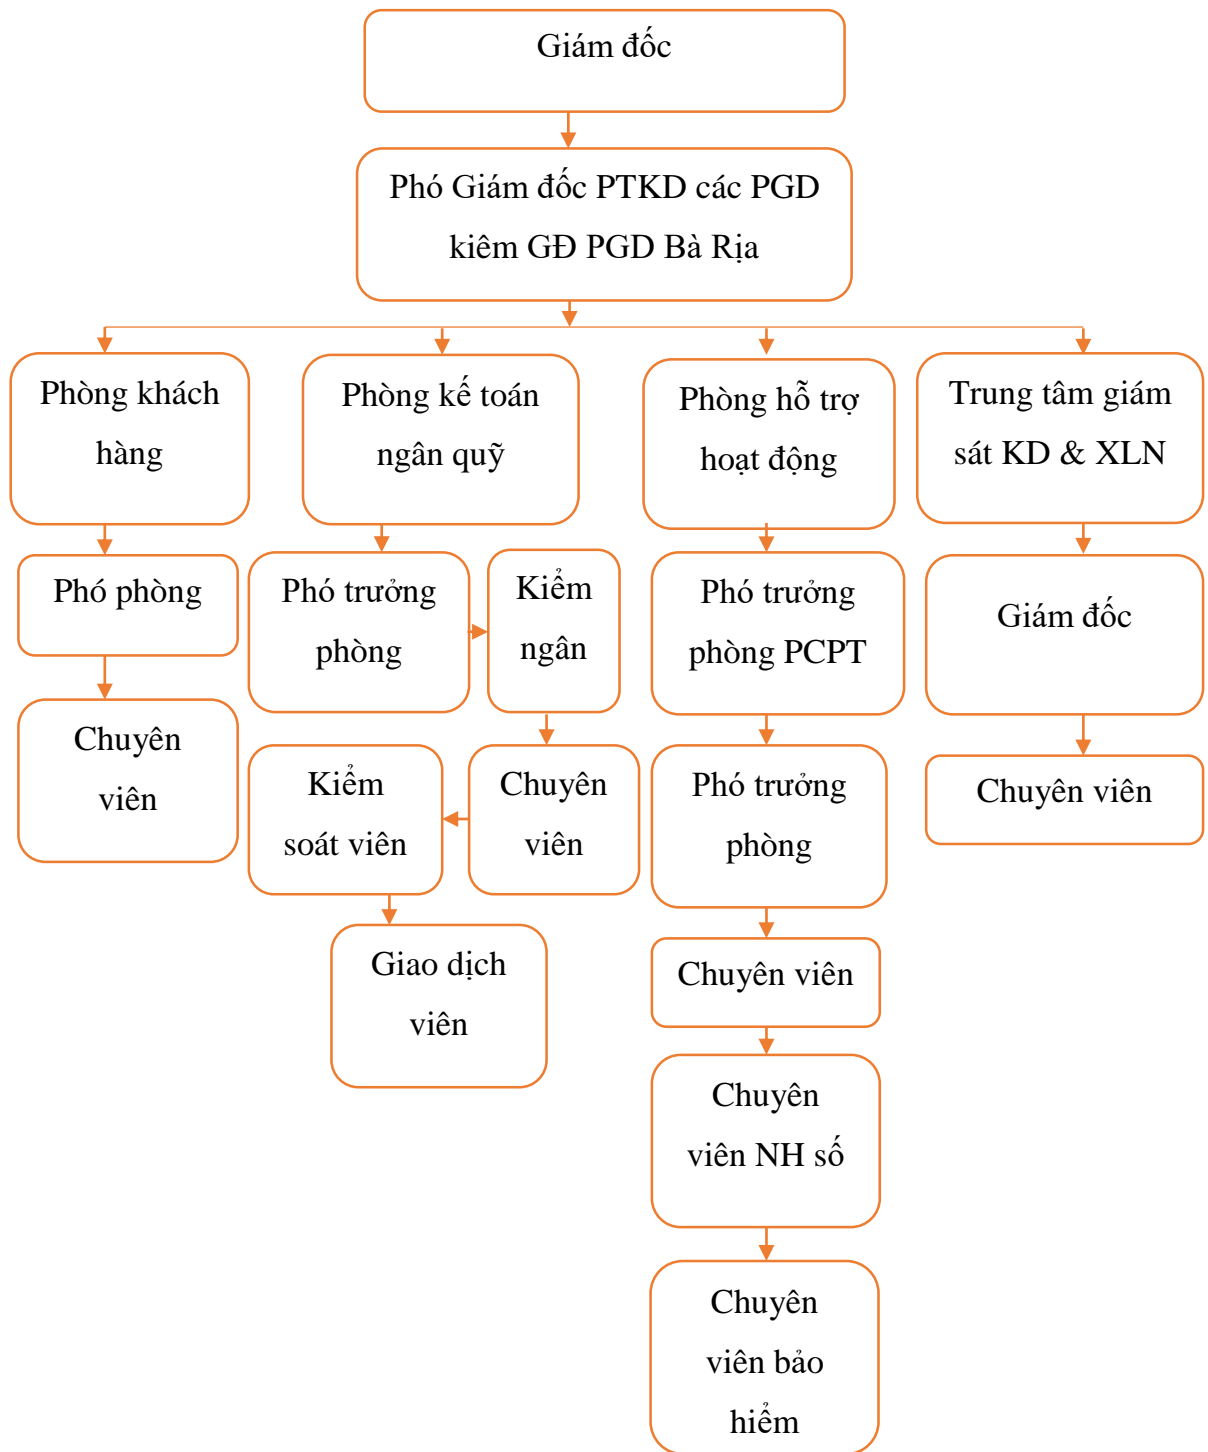 Giám đốc
Phó Giám đốc PTKD các PGD
kiêm GĐ PGD Bà Rịa
Phòng khách
hàng
Phòng kế toán
ngân quỹ
Phòng hỗ trợ
hoạt động
Trung tâm giám
sát KD & XLN
Phó phòng
Phó trưởng
phòng
Kiểm
ngân
Phó trưởng
phòng PCPT
Giám đốc
Chuyên
viên
Kiểm
soát viên
Chuyên
viên
Phó trưởng
phòng
Chuyên viên
Giao dịch
viên
Chuyên viên
Chuyên
viên NH số
Chuyên
viên bảo
hiểm